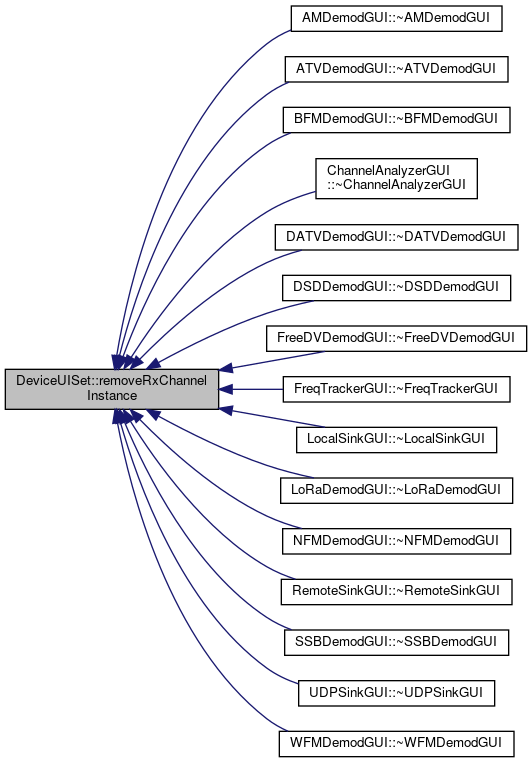 AMDemodGUI::~AMDemodGUI
ATVDemodGUI::~ATVDemodGUI
BFMDemodGUI::~BFMDemodGUI
ChannelAnalyzerGUI
::~ChannelAnalyzerGUI
DATVDemodGUI::~DATVDemodGUI
DSDDemodGUI::~DSDDemodGUI
FreeDVDemodGUI::~FreeDVDemodGUI
DeviceUISet::removeRxChannel
Instance
FreqTrackerGUI::~FreqTrackerGUI
LocalSinkGUI::~LocalSinkGUI
LoRaDemodGUI::~LoRaDemodGUI
NFMDemodGUI::~NFMDemodGUI
RemoteSinkGUI::~RemoteSinkGUI
SSBDemodGUI::~SSBDemodGUI
UDPSinkGUI::~UDPSinkGUI
WFMDemodGUI::~WFMDemodGUI